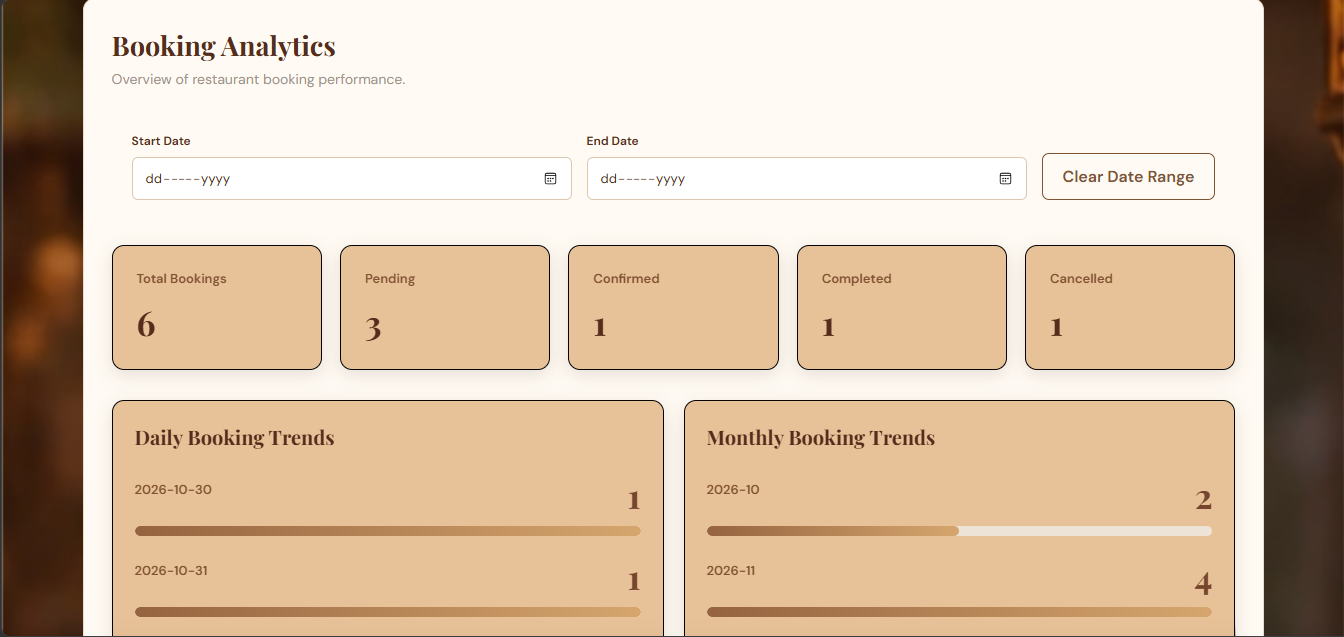 Booking Analytics
Overview of restaurant booking performance.
Start Date
End Date
dd-----yyyy
dd-----yyyy
Clear Date Range
Total Bookings
6
Pending
3
Confirmed
1
Completed
1
Cancelled
1
Daily Booking Trends
2026-10-30
1
2026-10-31
1
Monthly Booking Trends
2026-10
2
2026-11
4